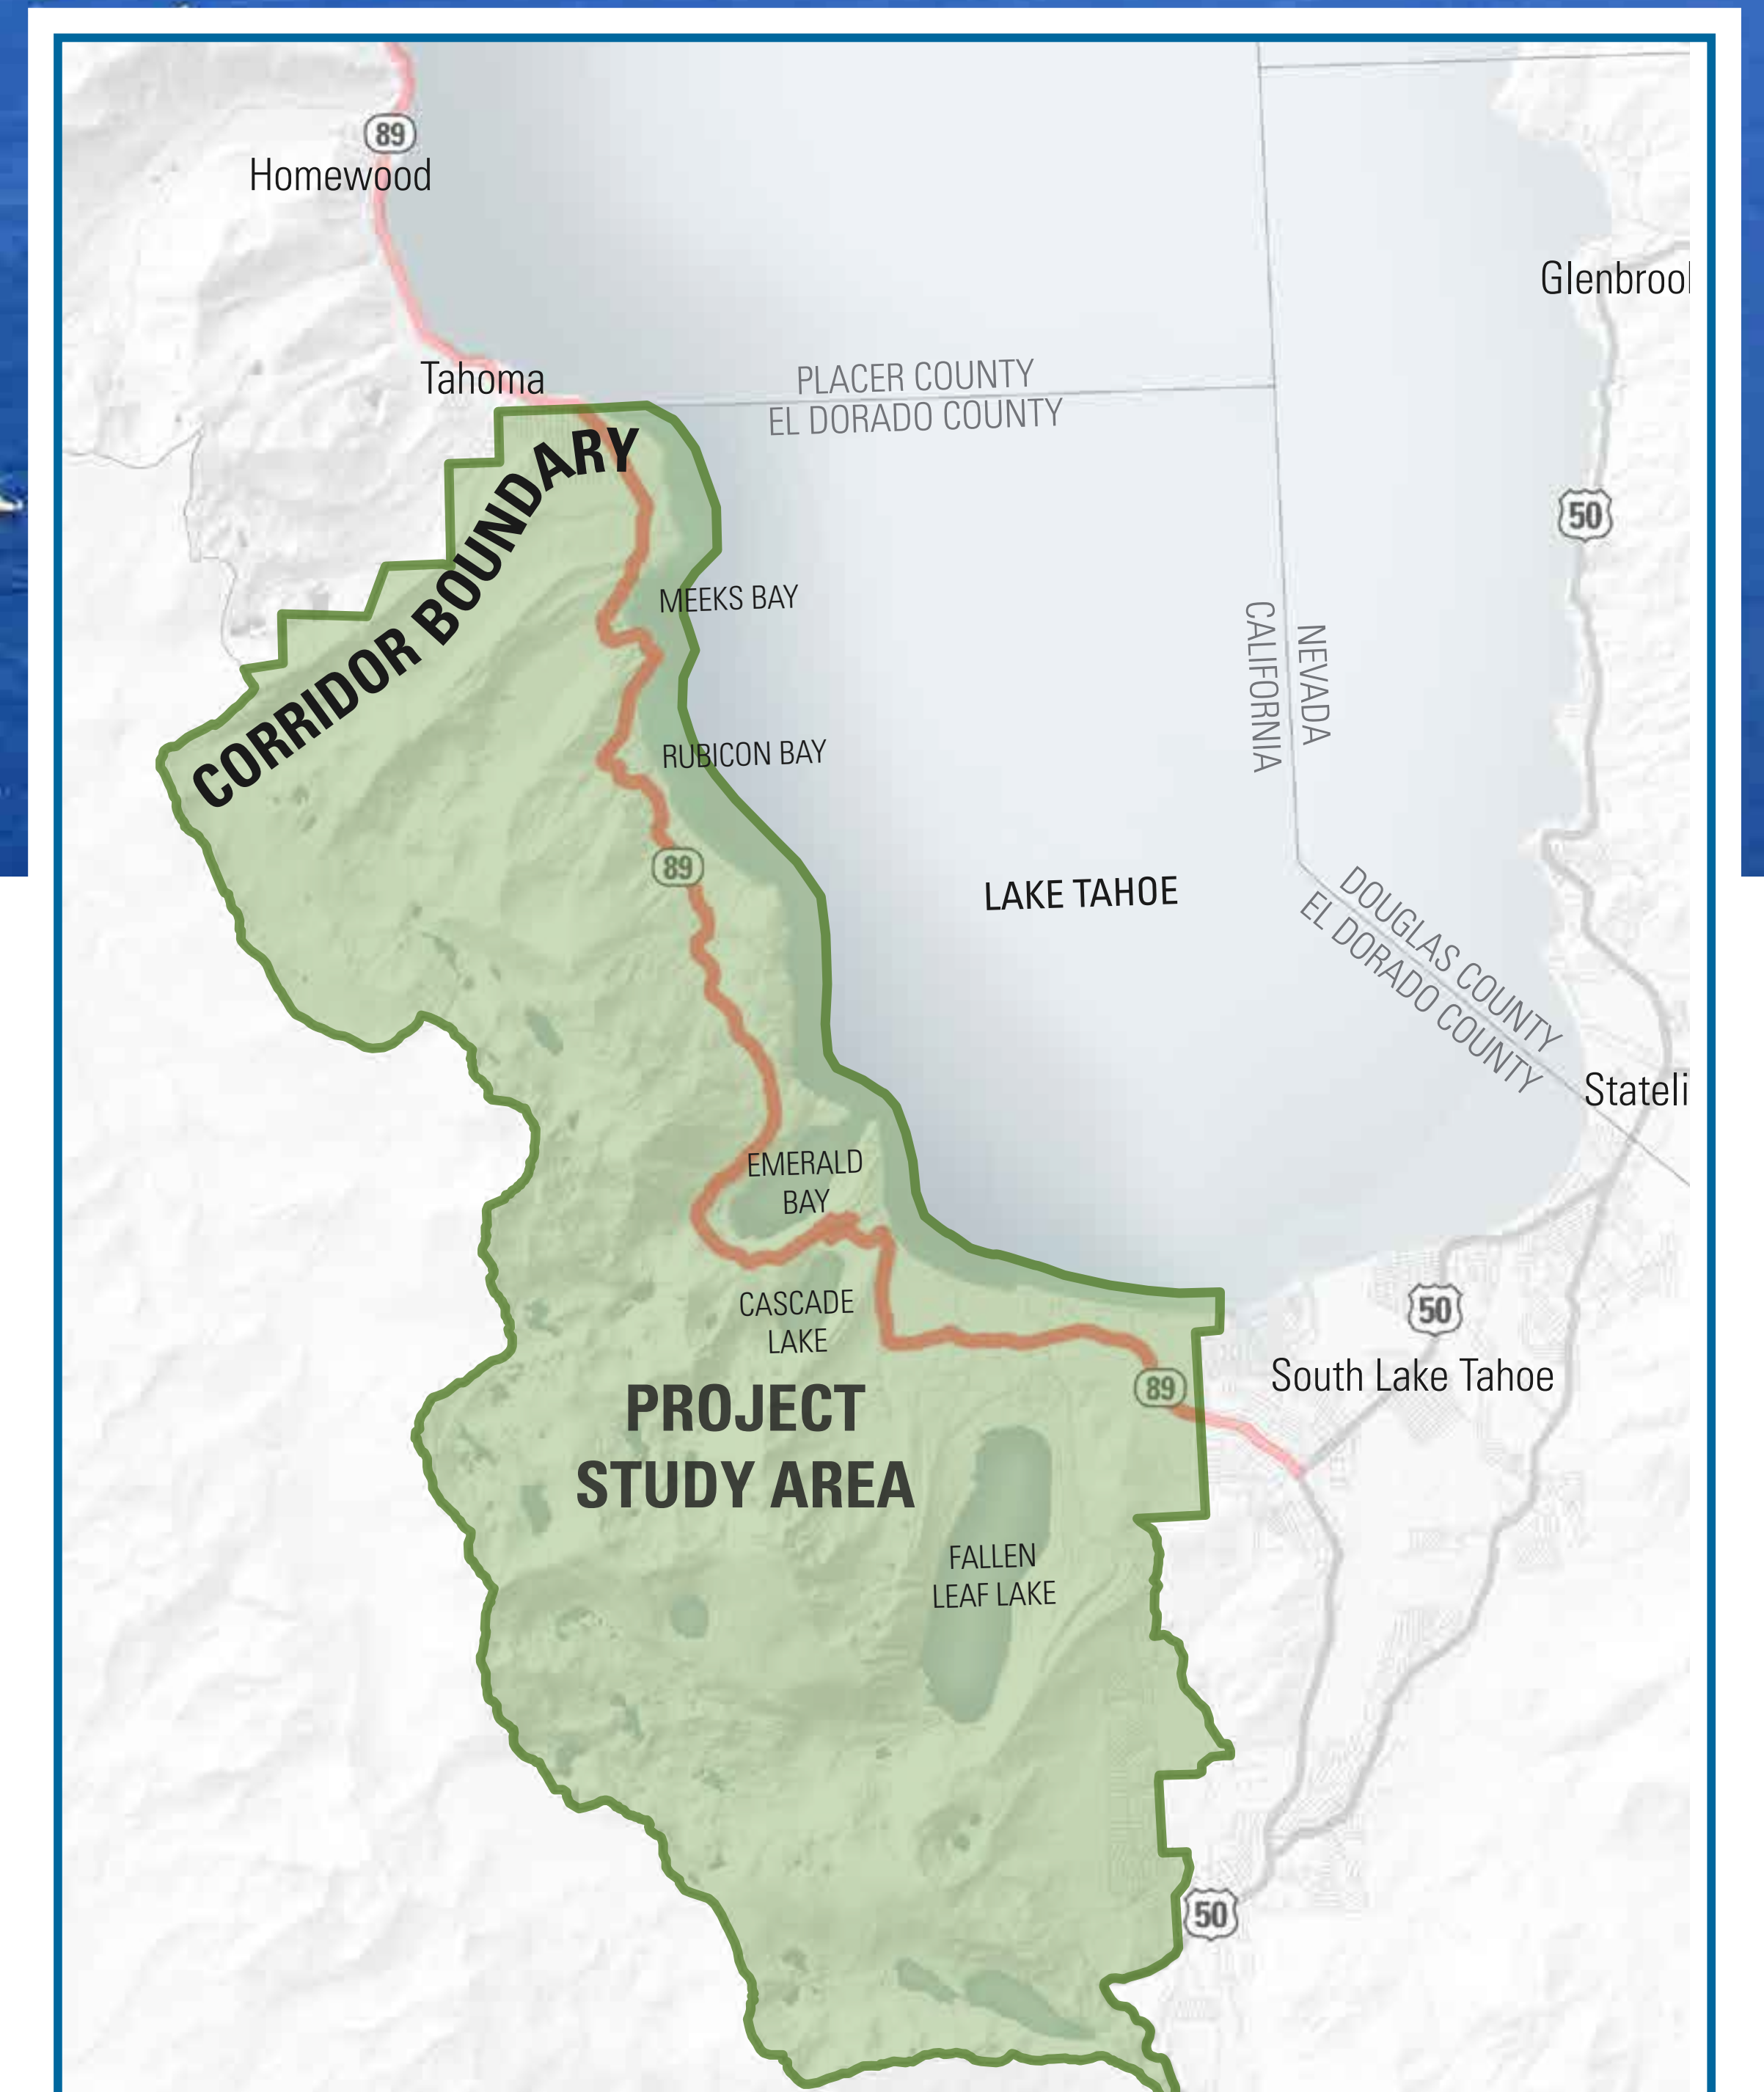 89
Homewood
Glenbrook
Tahoma
PLACER COUNTY
EL DORADO COUNTY
CORRIDOR BOUNDARY
50
MEEKS BAY
NEVADA
CALIFORNIA
RUBICON BAY
89
LAKE TAHOE
DOUGLAS COUNTY
EL DORADO COUNTY
Stateli
EMERALD
BAY
CASCADE
LAKE
50
South Lake Tahoe
89
PROJECT
STUDY AREA
FALLEN
LEAF LAKE
50